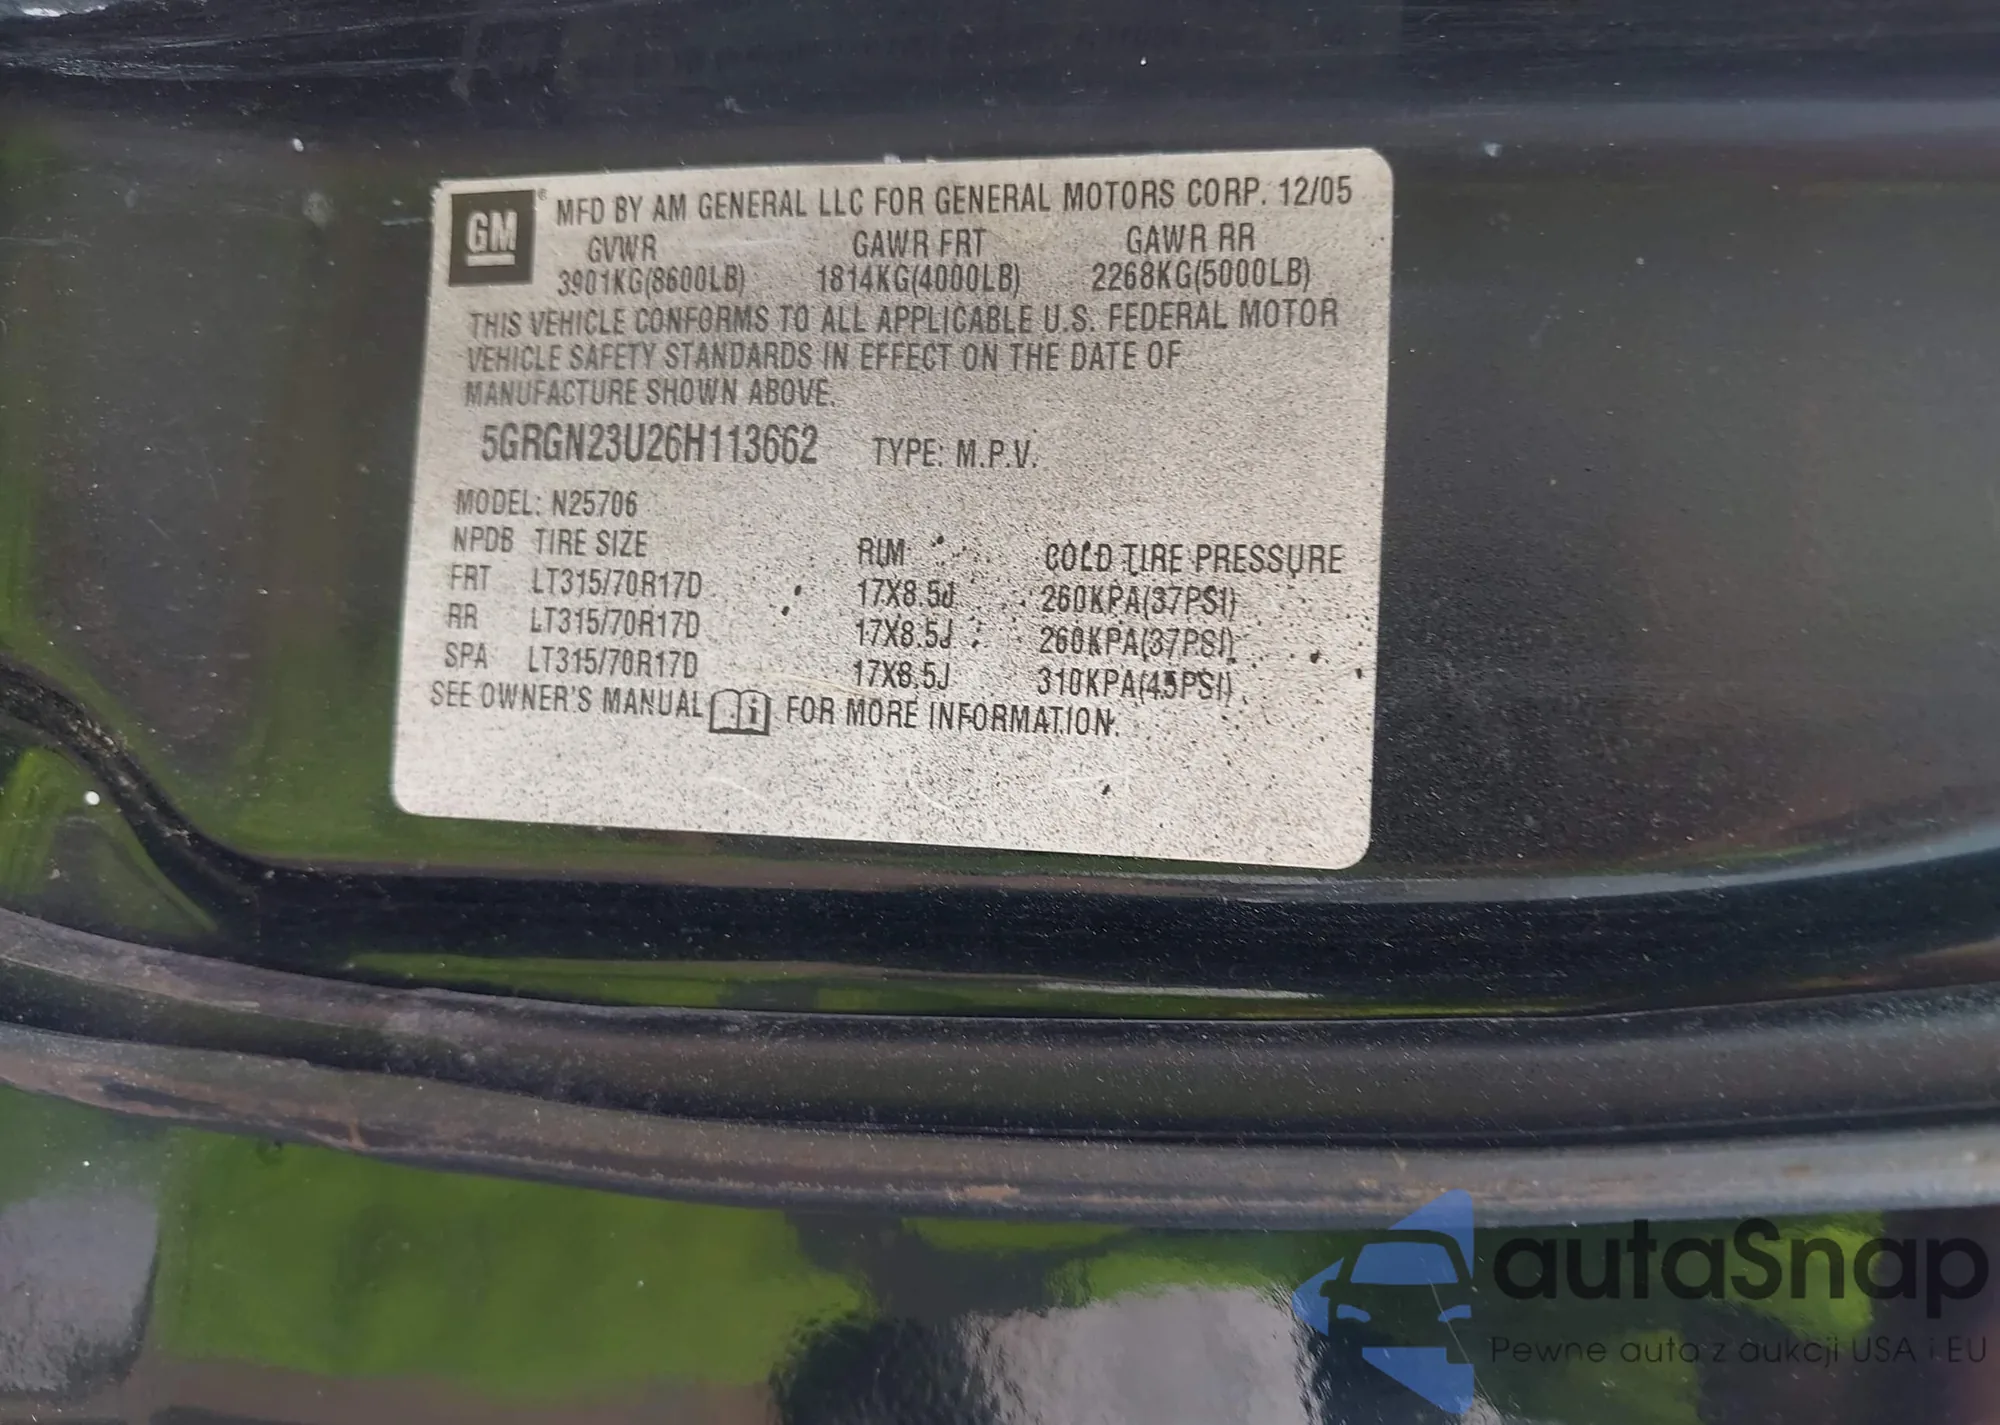 GM® MFD BY AM GENERAL LLC FOR GENERAL MOTORS CORP. 12/05
GVWR GAWR FRT GAWR RR
3901KG(8600LB) 1814KG(4000LB) 2268KG(5000LB)
THIS VEHICLE CONFORMS TO ALL APPLICABLE U.S. FEDERAL MOTOR
VEHICLE SAFETY STANDARDS IN EFFECT ON THE DATE OF
MANUFACTURE SHOWN ABOVE.
5GRGN23U26H113662 TYPE: M.P.V.
MODEL: N25706
NPDB TIRE SIZE RIM COLD TIRE PRESSURE
FRT LT315/70R17D 17X8.5J 260KPA(37PSI)
RR LT315/70R17D 17X8.5J 260KPA(37PSI)
SPA LT315/70R17D 17X8.5J 310KPA(45PSI)
SEE OWNER'S MANUAL i FOR MORE INFORMATION.
autaSnap
Pewne auta z aukcji USA i EU